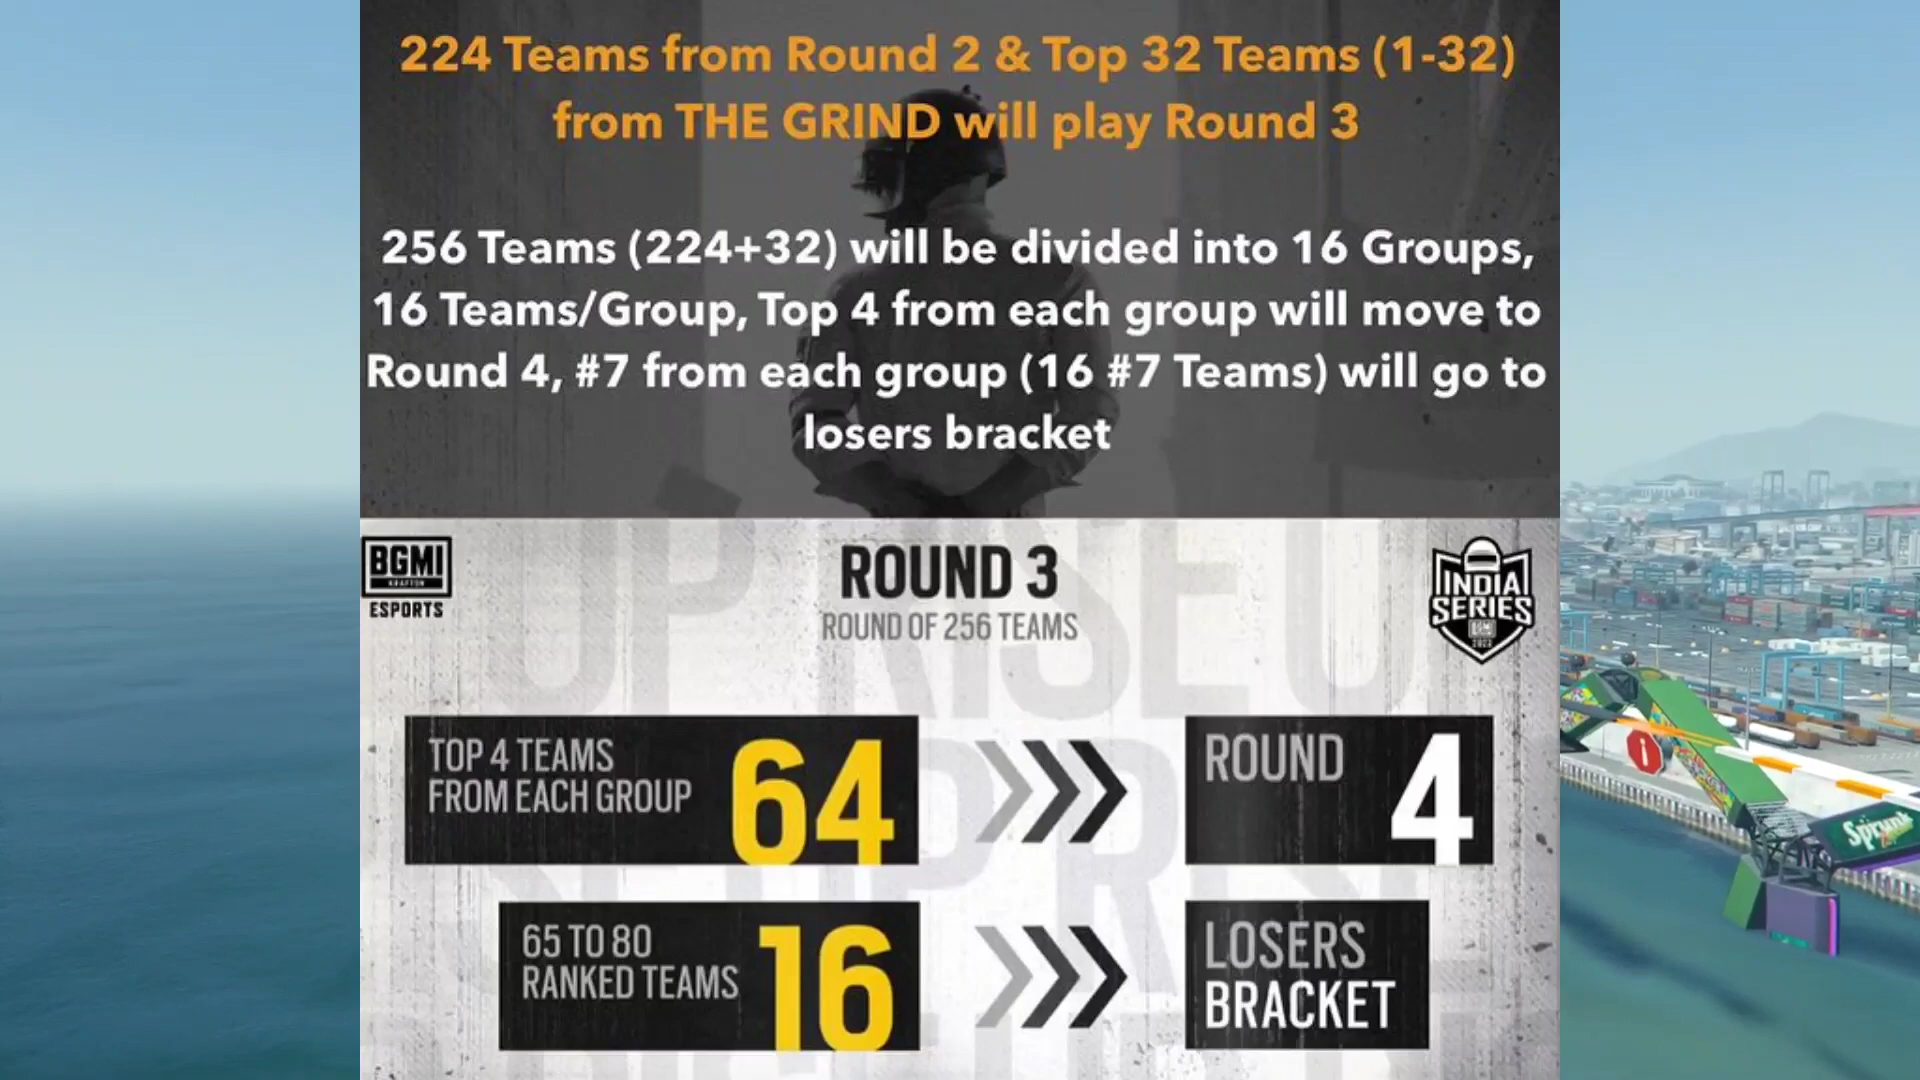 224 Teams from Round 2 & Top 32 Teams (1-32)
from THE GRIND will play Round 3
256 Teams (224+32) will be divided into 16 Groups,
16 Teams/Group, Top 4 from each group will move to
Round 4, #7 from each group (16 #7 Teams) will go to
losers bracket
BGMI
KRAFTON
ESPORTS
ROUND 3
ROUND OF 256 TEAMS
INDIA
SERIES
BGMI
2023
TOP 4 TEAMS
FROM EACH GROUP
64
ROUND
4
65 TO 80
RANKED TEAMS
16
LOSERS
BRACKET
Sprunk